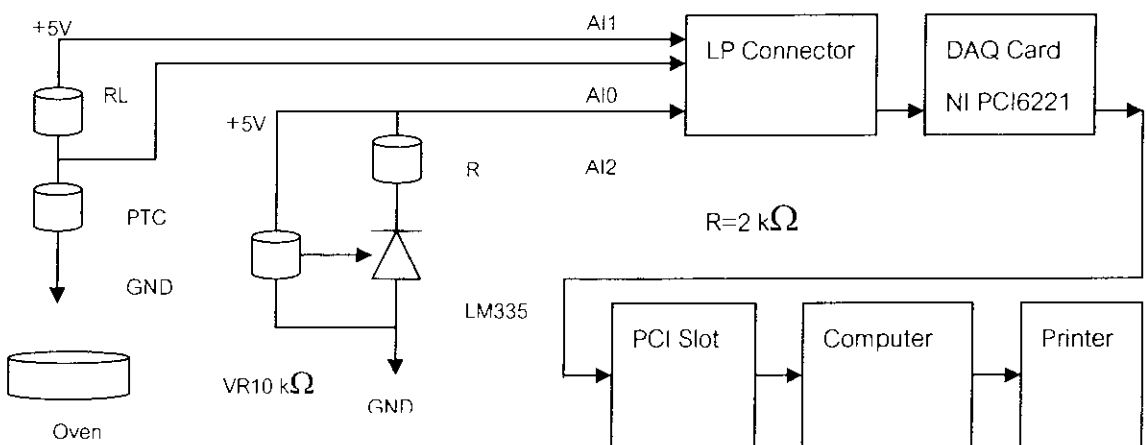 +5V
AI1
LP Connector
DAQ Card
NI PCI6221
RL
AI0
+5V
R
AI2
PTC
R=2 kΩ
GND
LM335
PCI Slot
Computer
Printer
VR10 kΩ
GND
Oven